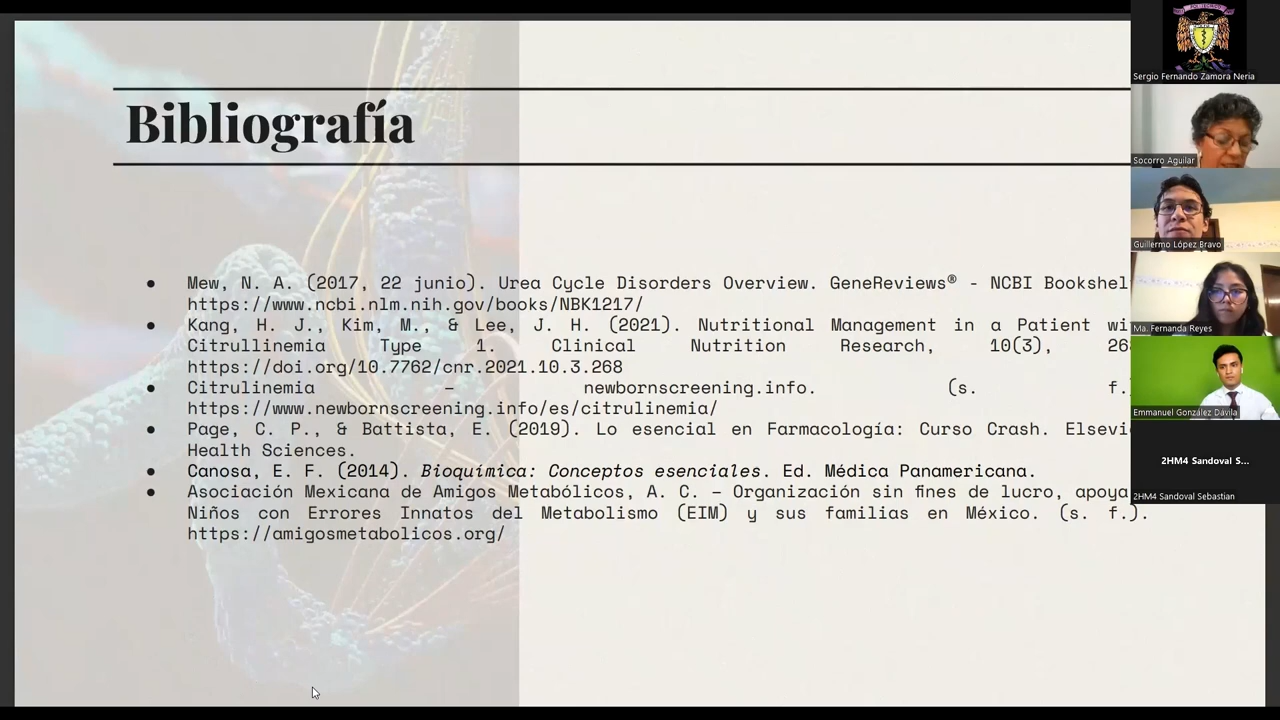 Bibliografía
Mew, N. A. (2017, 22 junio). Urea Cycle Disorders Overview. GeneReviews® - NCBI
https://www.ncbi.nlm.nih.gov/books/NBK1217/
Kang, H. J., Kim, M., & Lee, J. H. (2021). Nutritional Management in a Patient
Citrullinemia Type 1. Clinical Nutrition Research, 10(3),
https://doi.org/10.7762/cnr.2021.10.3.268
Citrulinemia – newbornscreening.info. (s. f.
https://www.newbornscreening.info/es/citrulinemia/
Page, C. P., & Battista, E. (2019). Lo esencial en Farmacología: Curso Crash.
Health Sciences.
Canosa, E. F. (2014). Bioquímica: Conceptos esenciales. Ed. Médica Panamericana.
Asociación Mexicana de Amigos Metabólicos, A. C. – Organización sin fines de lucro,
Niños con Errores Innatos del Metabolismo (EIM) y sus familias en México. (s. f.).
https://amigosmetabolicos.org/
Sergio Fernando Zamora Neria
Socorro Aguilar
Guillermo López Bravo
Ma. Fernanda Reyes
Emmanuel González Dávila
2HM4 Sandoval S...
2HM4 Sandoval Sebastian